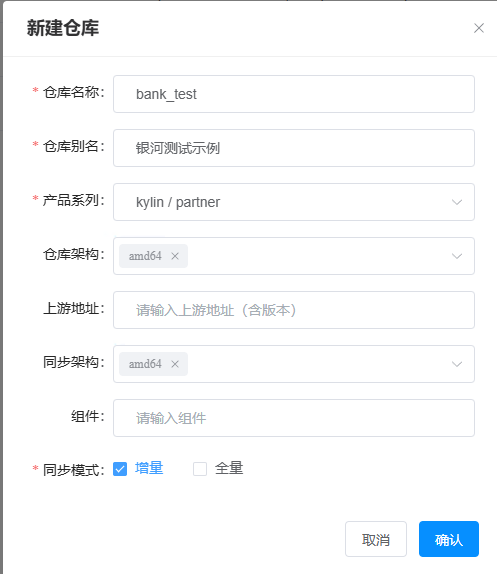 新建仓库
* 仓库名称： bank_test
* 仓库别名： 银河测试示例
* 产品系列： kylin / partner
仓库架构： amd64
上游地址： 请输入上游地址（含版本）
同步架构： amd64
组件： 请输入组件
* 同步模式： 增量 全量
取消 确认